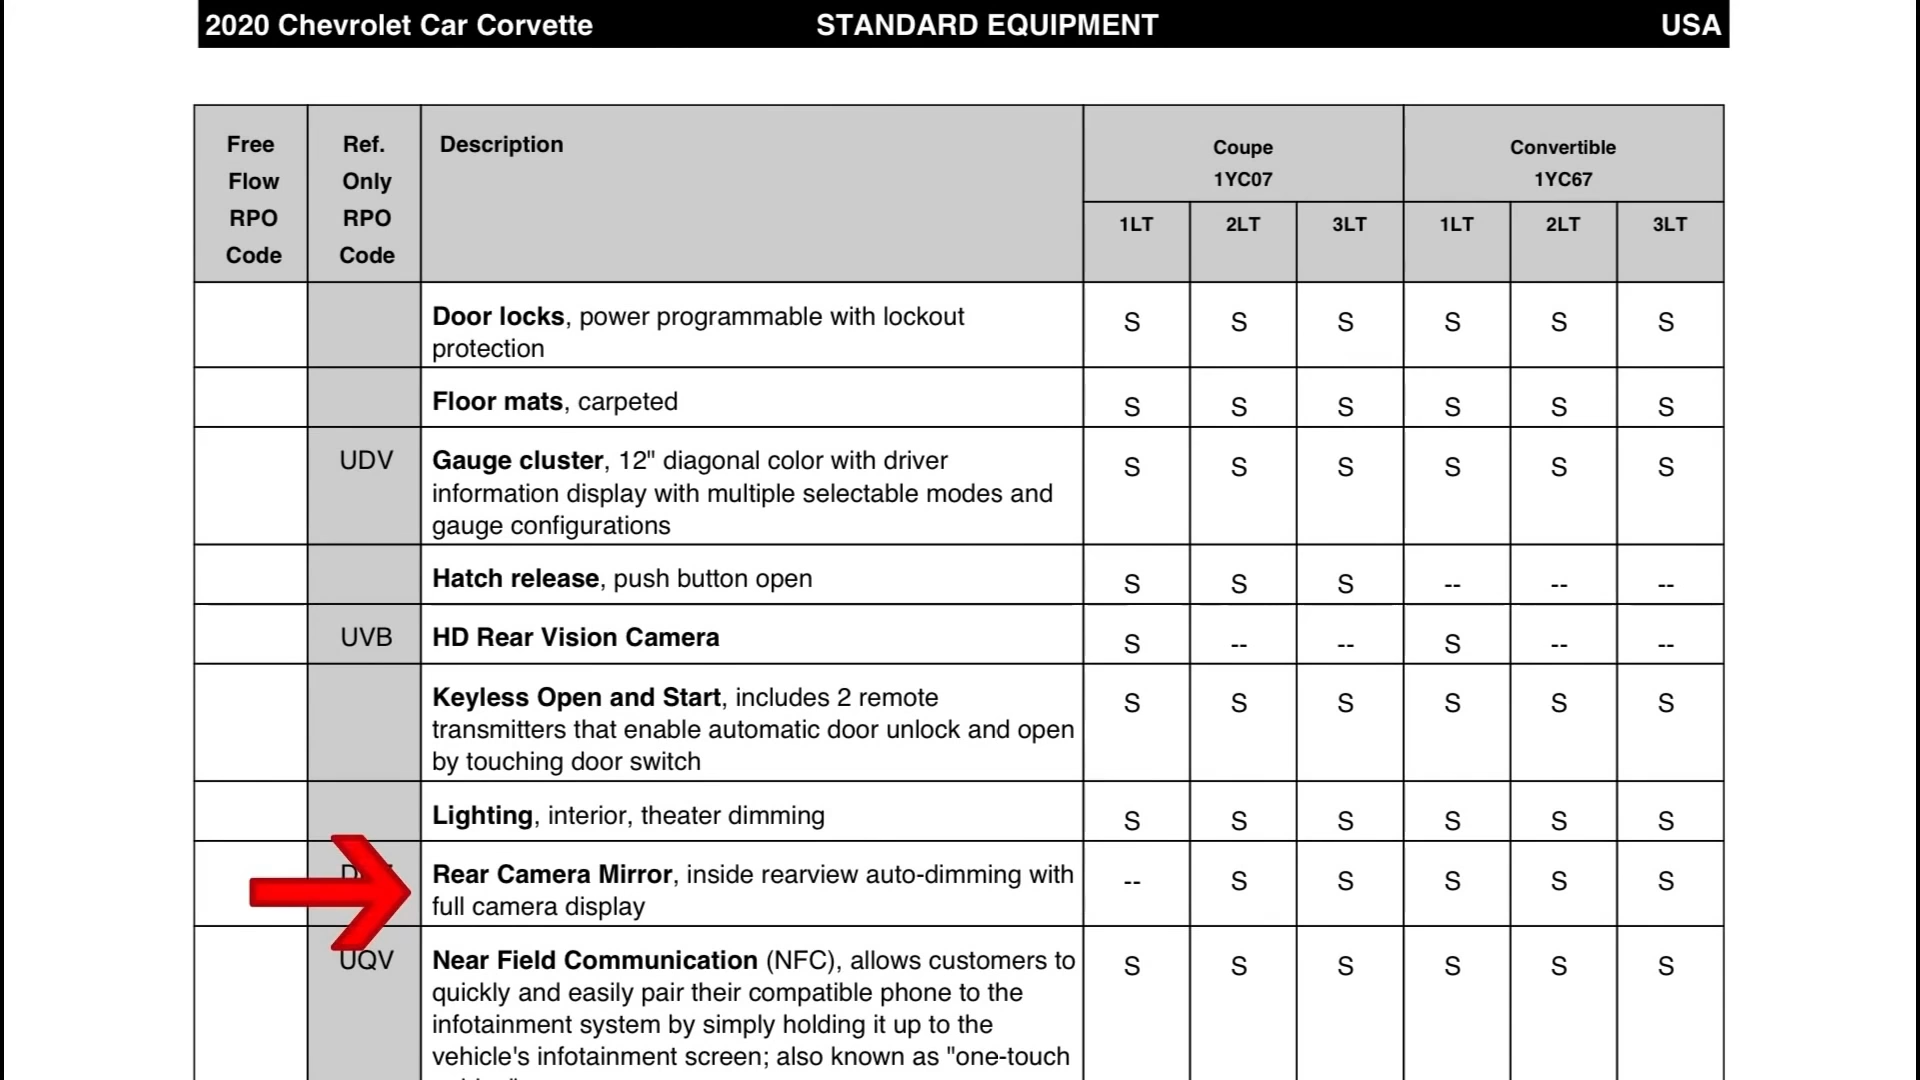 2020 Chevrolet Car Corvette STANDARD EQUIPMENT USA
Free Flow RPO Code
Ref. Only RPO Code
Description
Coupe 1YC07
Convertible 1YC67
1LT 2LT 3LT 1LT 2LT 3LT
Door locks, power programmable with lockout S S S S S S
protection
Floor mats, carpeted S S S S S S
UDV Gauge cluster, 12" diagonal color with driver S S S S S S
information display with multiple selectable modes and
gauge configurations
Hatch release, push button open S S S -- -- --
UVB HD Rear Vision Camera S -- -- S -- --
Keyless Open and Start, includes 2 remote S S S S S S
transmitters that enable automatic door unlock and open
by touching door switch
Lighting, interior, theater dimming S S S S S S
Rear Camera Mirror, inside rearview auto-dimming with -- S S S S S
full camera display
UQV Near Field Communication (NFC), allows customers to S S S S S S
quickly and easily pair their compatible phone to the
infotainment system by simply holding it up to the
vehicle's infotainment screen; also known as "one-touch